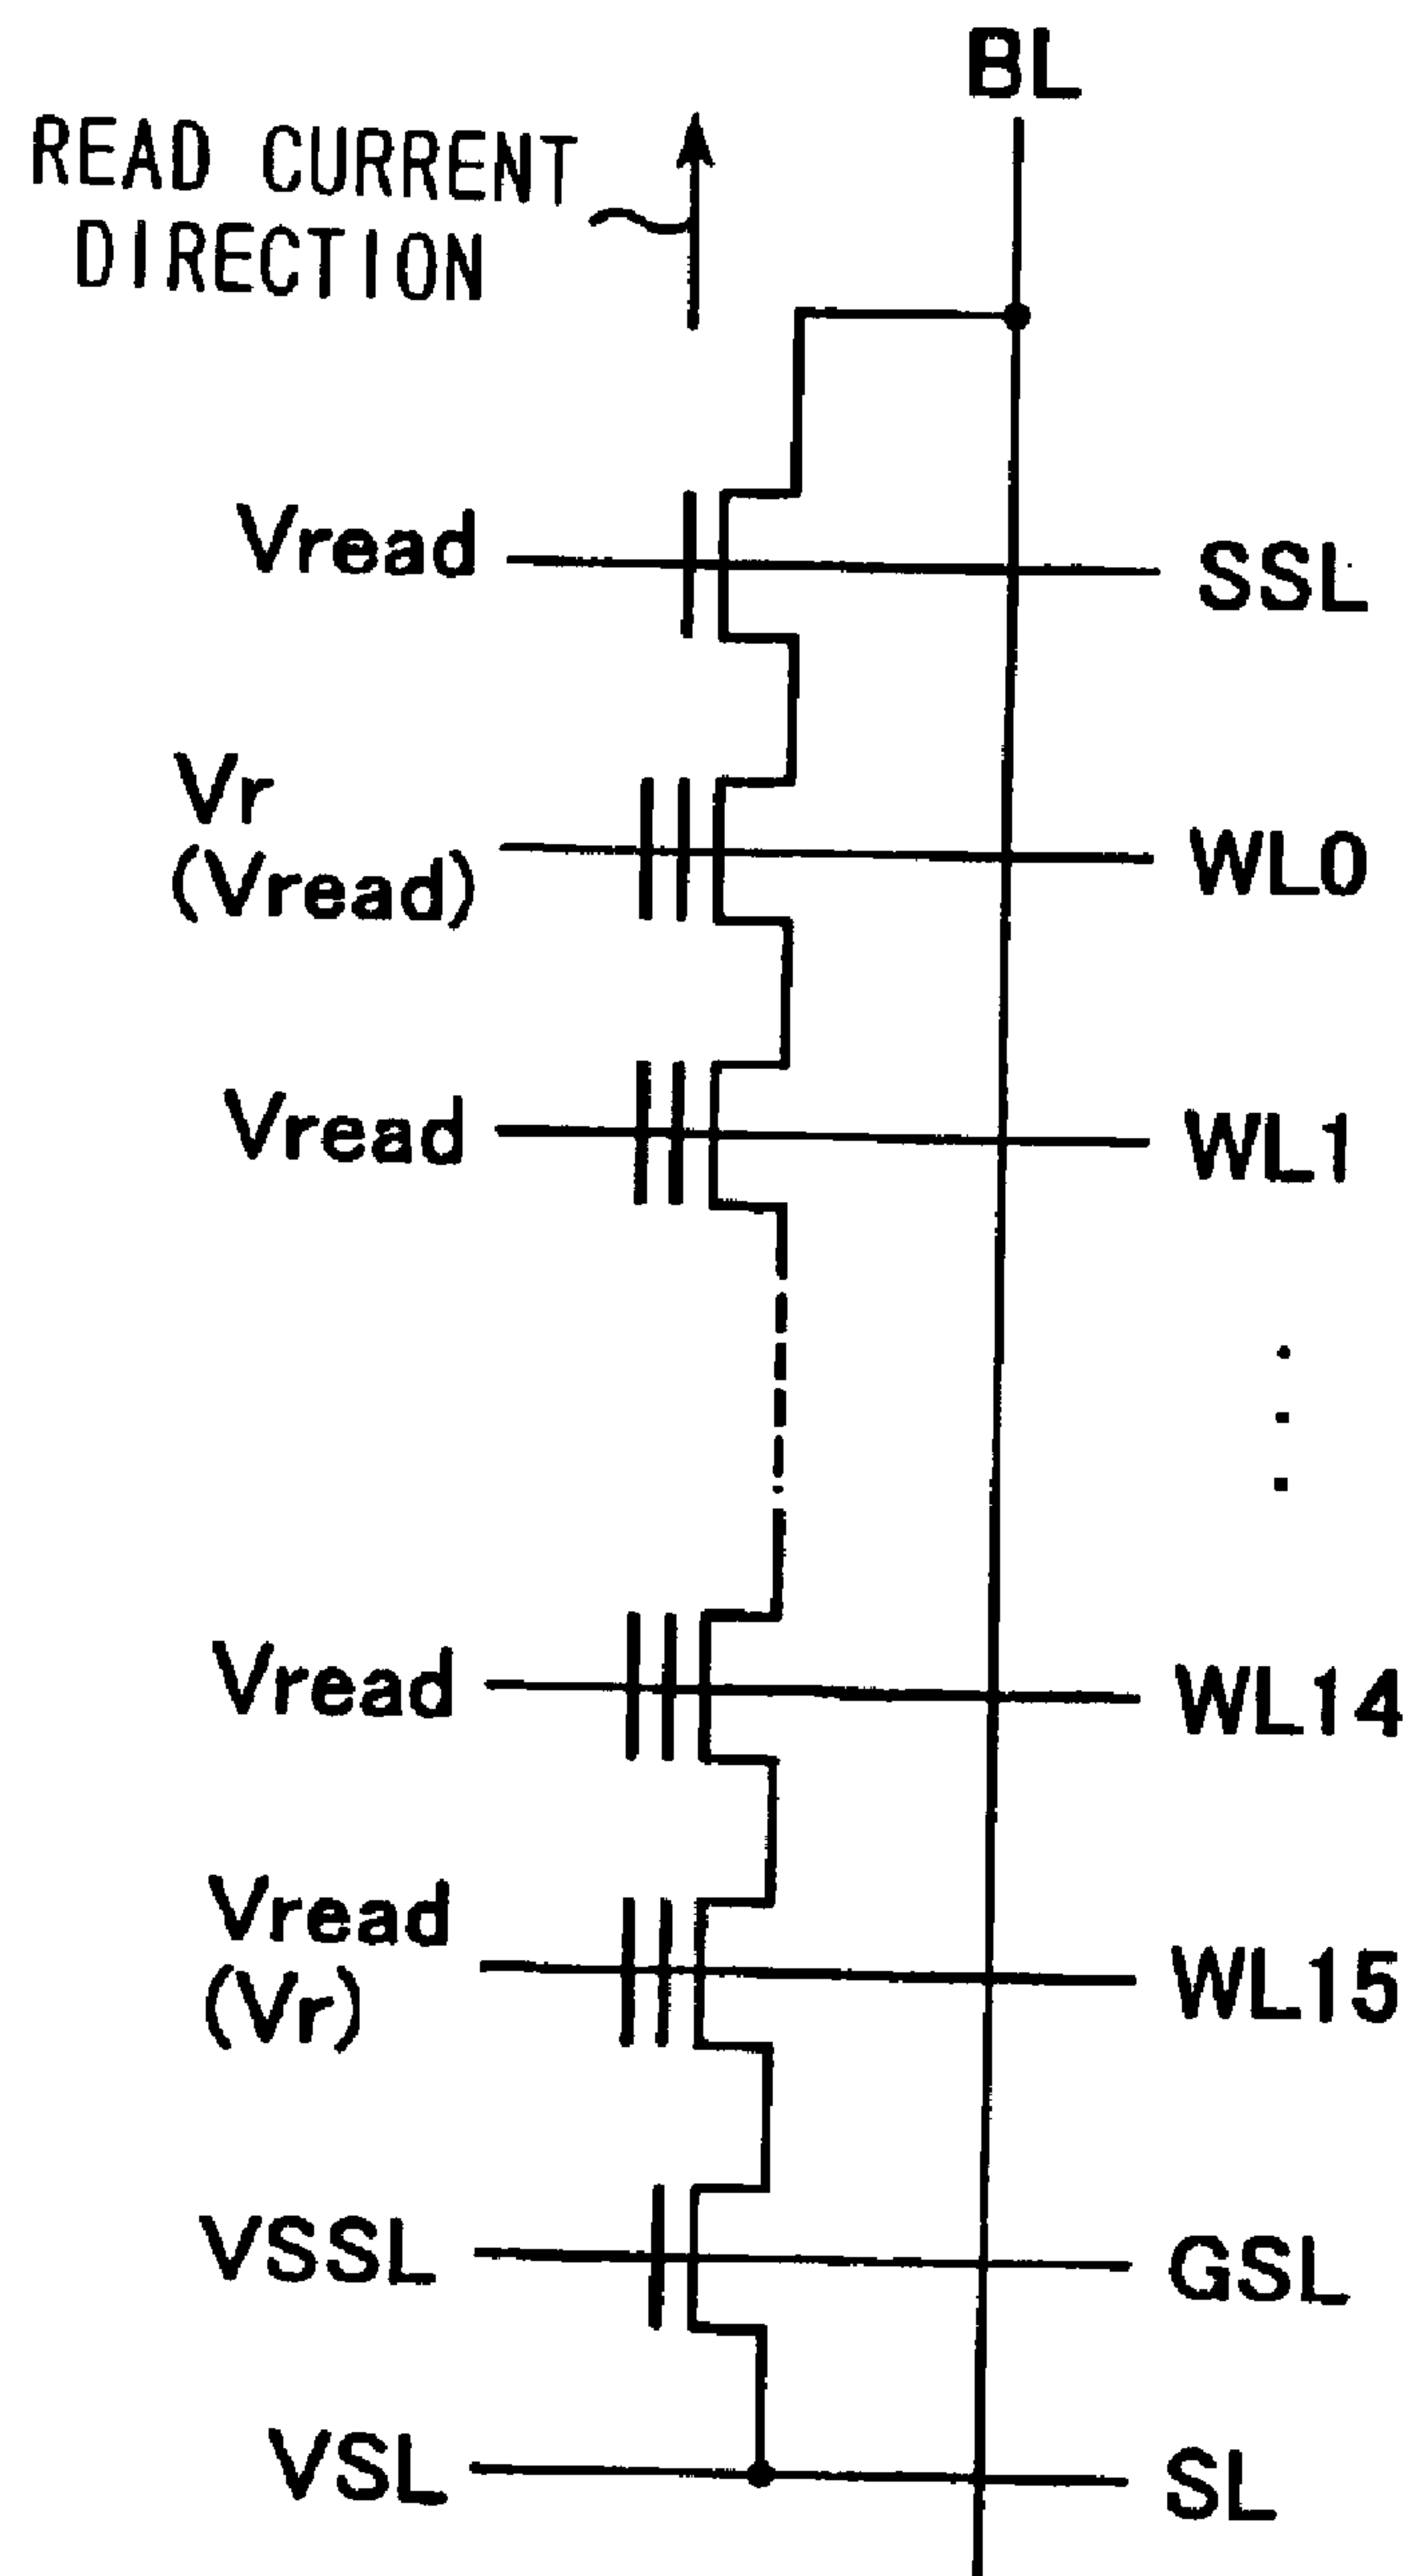 BL
READ CURRENT
DIRECTION
Vread
SSL
Vr
(Vread)
WL0
Vread
WL1
Vread
WL14
Vread
(Vr)
WL15
VSSL
GSL
VSL
SL